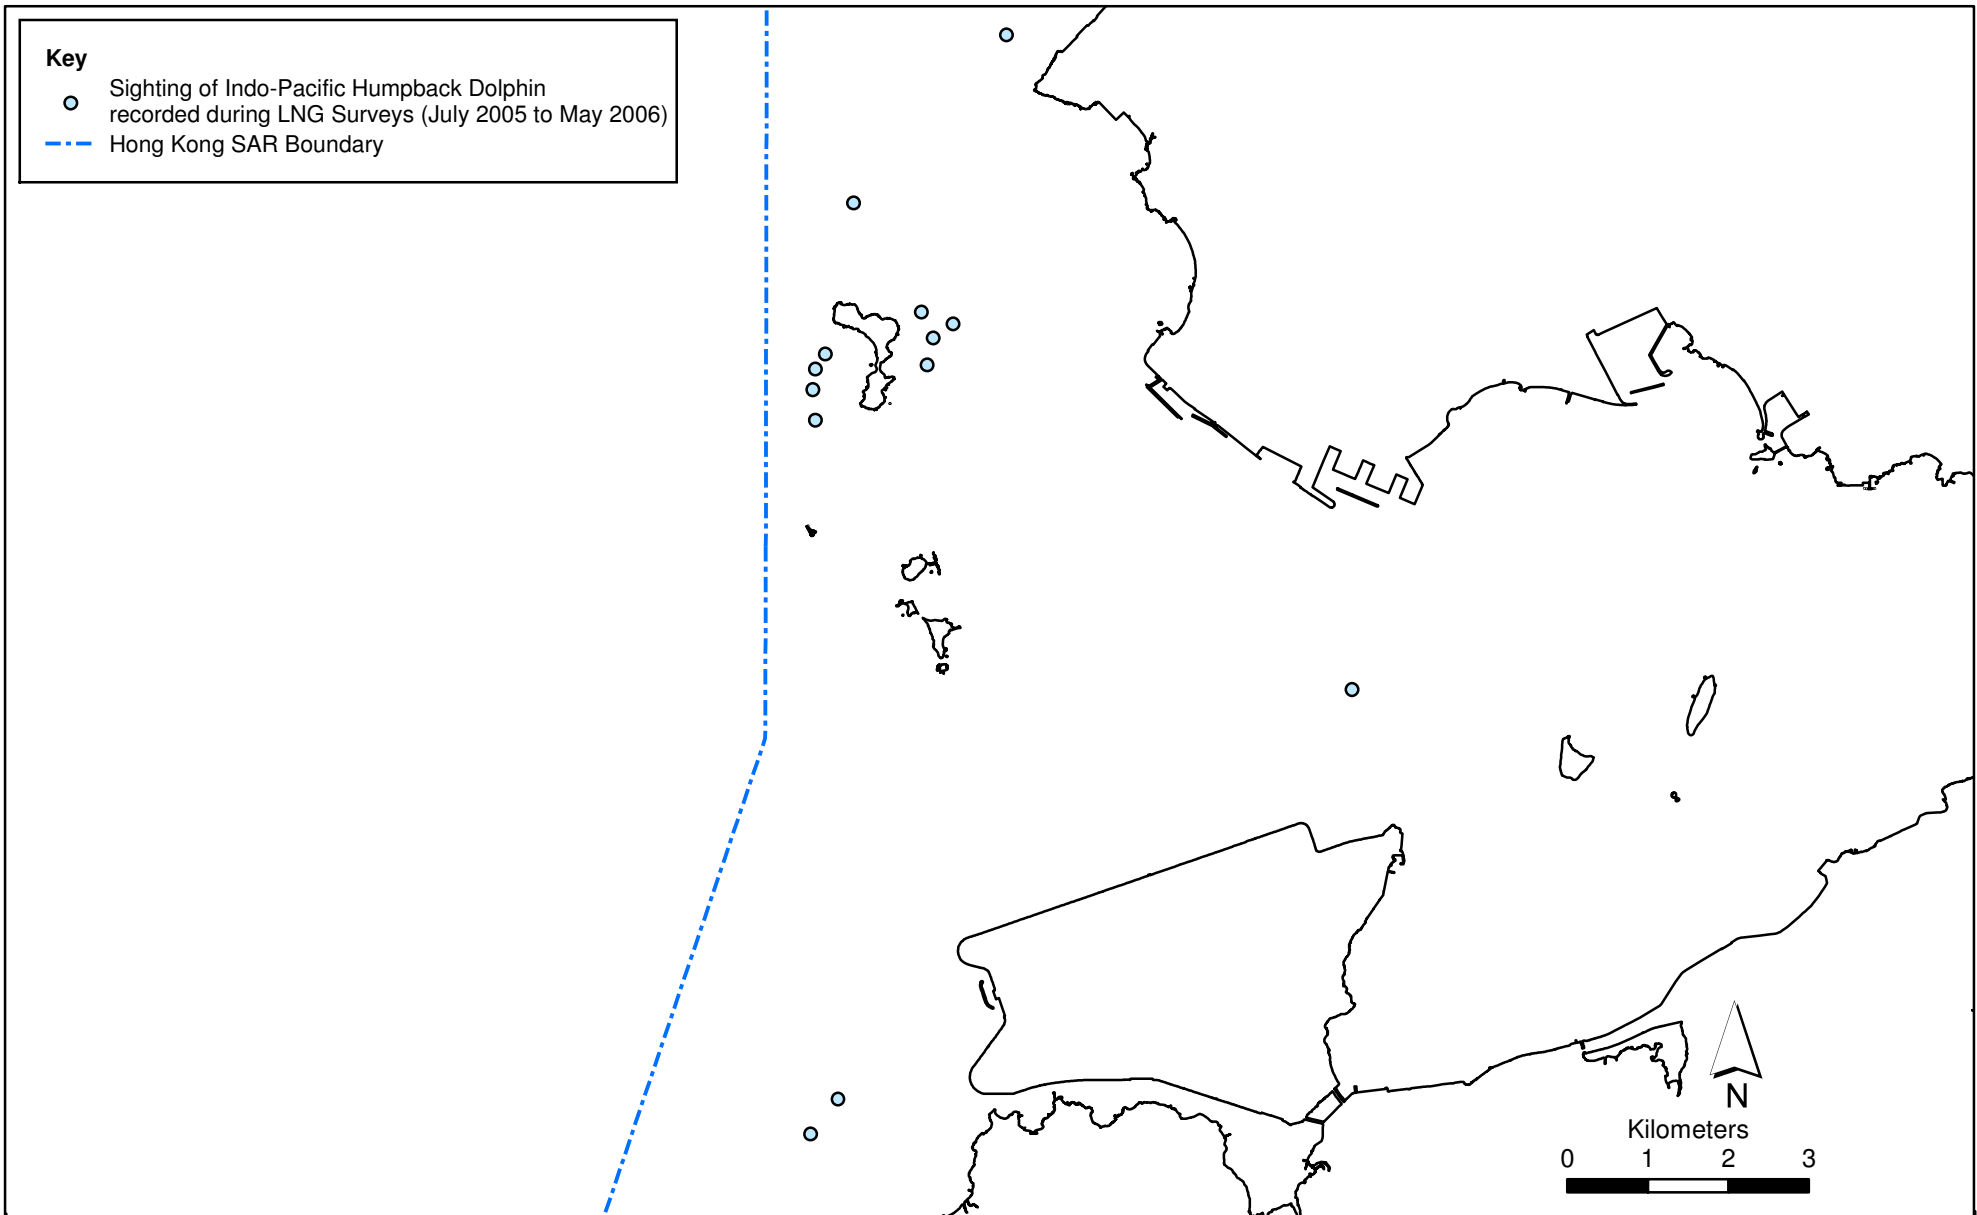 Key
Sighting of Indo-Pacific Humpback Dolphin
recorded during LNG Surveys (July 2005 to May 2006)
Hong Kong SAR Boundary
N
Kilometers
0 1 2 3